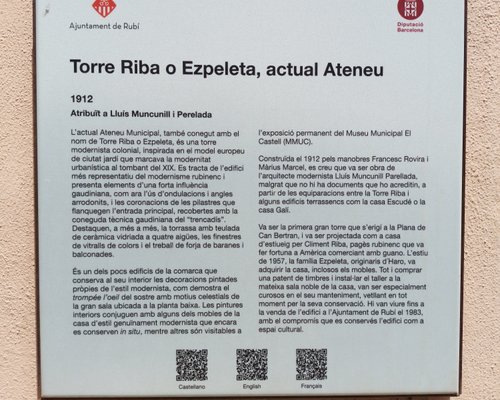 Ajuntament de Rubí
Diputació
Barcelona
Torre Riba o Ezpeleta, actual Ateneu
1912
Atribuït a Lluís Muncunill i Perelada
L'actual Ateneu Municipal, també conegut amb el
nom de Torre Riba o Ezpeleta, és una torre
modernista colonial, inspirada en el model europeu
de ciutat jardí que marcava la modernitat
urbanística al tombant del XIX. Es tracta de l'edifici
més representatiu del modernisme rubinenc i
presenta elements d'una forta influència
gaudiniana, com ara l'ús d'ondulacions i angles
arrodonits, i les coronacions de les pilastres que
flanquegen l'entrada principal, recobertes amb la
coneguda tècnica gaudiniana del "trencadís".
Destaquen, a més a més, la torrassa amb teulada
de ceràmica vidriada a quatre aigües, les finestres
de vitralls de colors i el treball de forja de baranes i
balconades.
És un dels pocs edificis de la comarca que
conserva al seu interior les decoracions pintades
pròpies de l'estil modernista, com demostra el
trompée l'oeil del sostre amb motius celestials de
la gran sala ubicada a la planta baixa. Les pintures
interiors conjuguen amb alguns dels mobles de la
casa d'estil genuïnament modernista que encara
es conserven in situ, mentre altres són visitables a
l'exposició permanent del Museu Municipal El
Castell (MMUC).
Construïda el 1912 pels manobres Francesc Rovira i
Màrius Marcel, es creu que va ser obra de
l'arquitecte modernista Lluís Muncunill Parellada,
malgrat que no hi ha documents que ho acreditin, a
partir de les equiparacions entre la Torre Riba i
alguns edificis terrassencs com la casa Escudé o la
casa Galí.
Va ser la primera gran torre que s'erigí a la Plana de
Can Bertran, i va ser projectada com a casa
d'estiueig per Climent Riba, pagès rubinenc que va
fer fortuna a Amèrica comerciant amb guano. L'estiu
de 1957, la família Ezpeleta, originaris d'Haro, va
adquirir la casa, inclosos els mobles. Tot i comprar
una patent de timbres i instal·lar el taller a la
mateixa sala noble de la casa, van ser especialment
curosos en el seu manteniment, vetllant en tot
moment per la seva conservació. Hi van viure fins a
la venda de l'edifici a l'Ajuntament de Rubí el 1983,
amb el compromís que es conservés l'edifici com a
espai cultural.
Castellano
English
Français